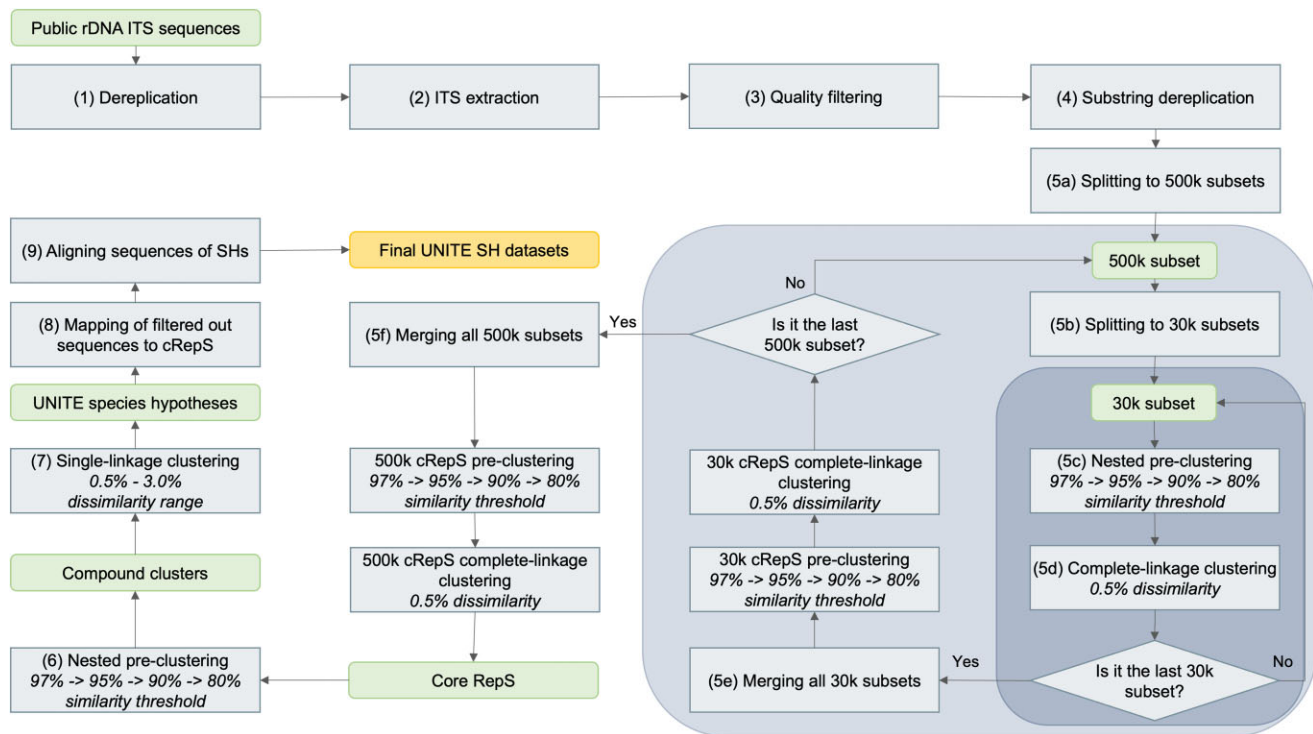 Public rDNA ITS sequences
(1) Dereplication
(2) ITS extraction
(3) Quality filtering
(4) Substring dereplication
(5a) Splitting to 500k subsets
500k subset
(5b) Splitting to 30k subsets
30k subset
(5c) Nested pre-clustering
97% -> 95% -> 90% -> 80%
similarity threshold
(5d) Complete-linkage clustering
0.5% dissimilarity
Is it the last 30k
subset?
No
Yes
(5e) Merging all 30k subsets
30k cRepS pre-clustering
97% -> 95% -> 90% -> 80%
similarity threshold
30k cRepS complete-linkage
clustering
0.5% dissimilarity
Is it the last
500k subset?
No
Yes
(5f) Merging all 500k subsets
500k cRepS pre-clustering
97% -> 95% -> 90% -> 80%
similarity threshold
500k cRepS complete-linkage
clustering
0.5% dissimilarity
Core RepS
(6) Nested pre-clustering
97% -> 95% -> 90% -> 80%
similarity threshold
Compound clusters
(7) Single-linkage clustering
0.5% - 3.0%
dissimilarity range
UNITE species hypotheses
(8) Mapping of filtered out
sequences to cRepS
(9) Aligning sequences of SHs
Final UNITE SH datasets